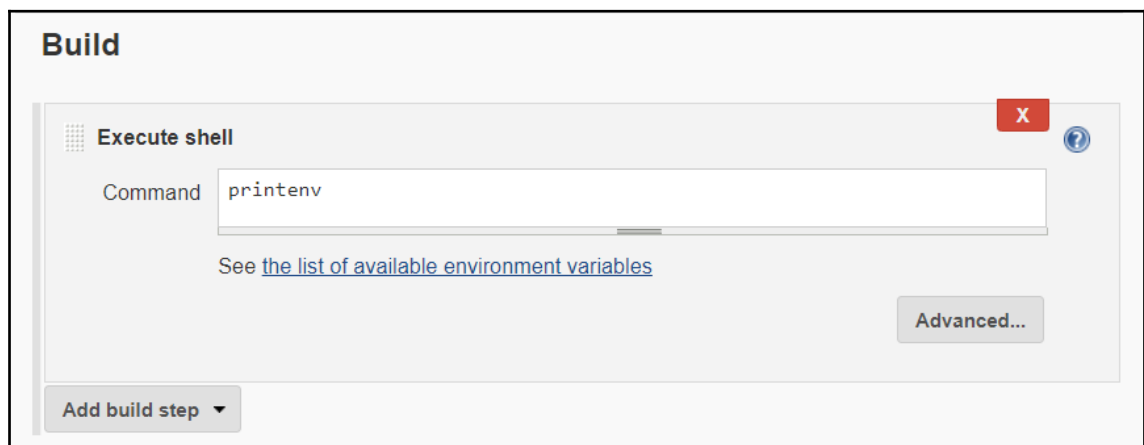 Build
X
Execute shell
Command printenv
See the list of available environment variables
Advanced...
Add build step